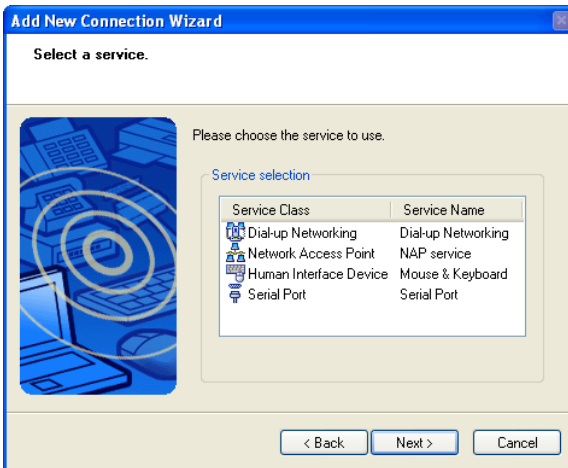 Add New Connection Wizard
Select a service.
Please choose the service to use.
Service selection
Service Class Service Name
Dial-up Networking Dial-up Networking
Network Access Point NAP service
Human Interface Device Mouse & Keyboard
Serial Port Serial Port
< Back Next > Cancel